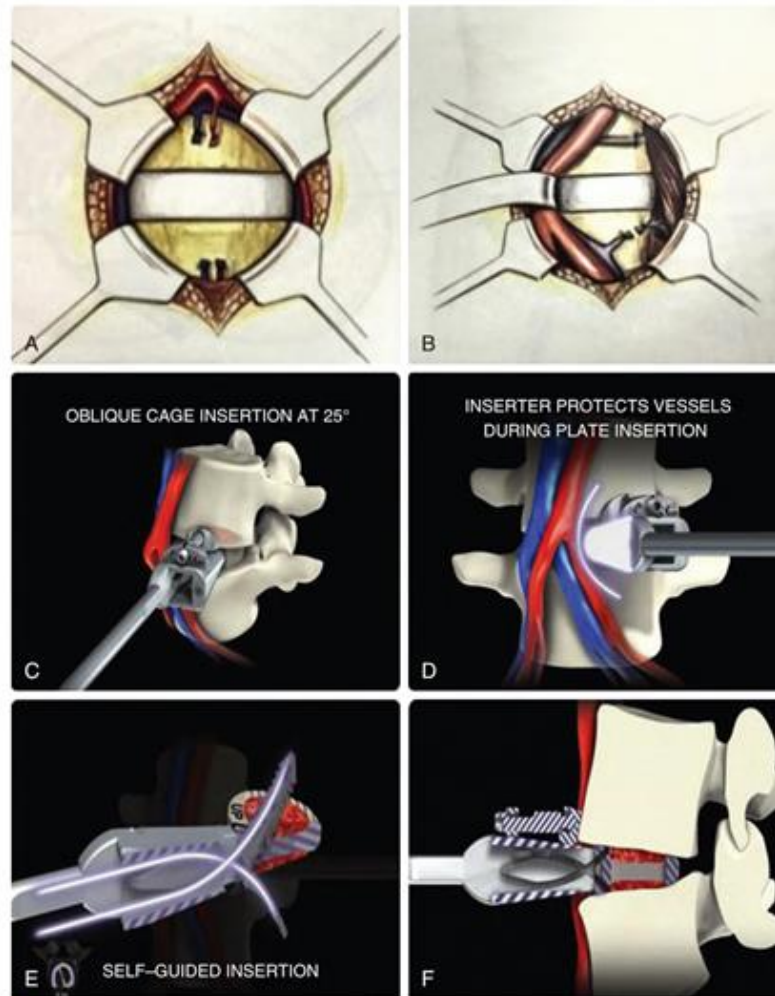 A
B
OBLIQUE CAGE INSERTION AT 25°
C
INSERTER PROTECTS VESSELS
DURING PLATE INSERTION
D
E
SELF–GUIDED INSERTION
F